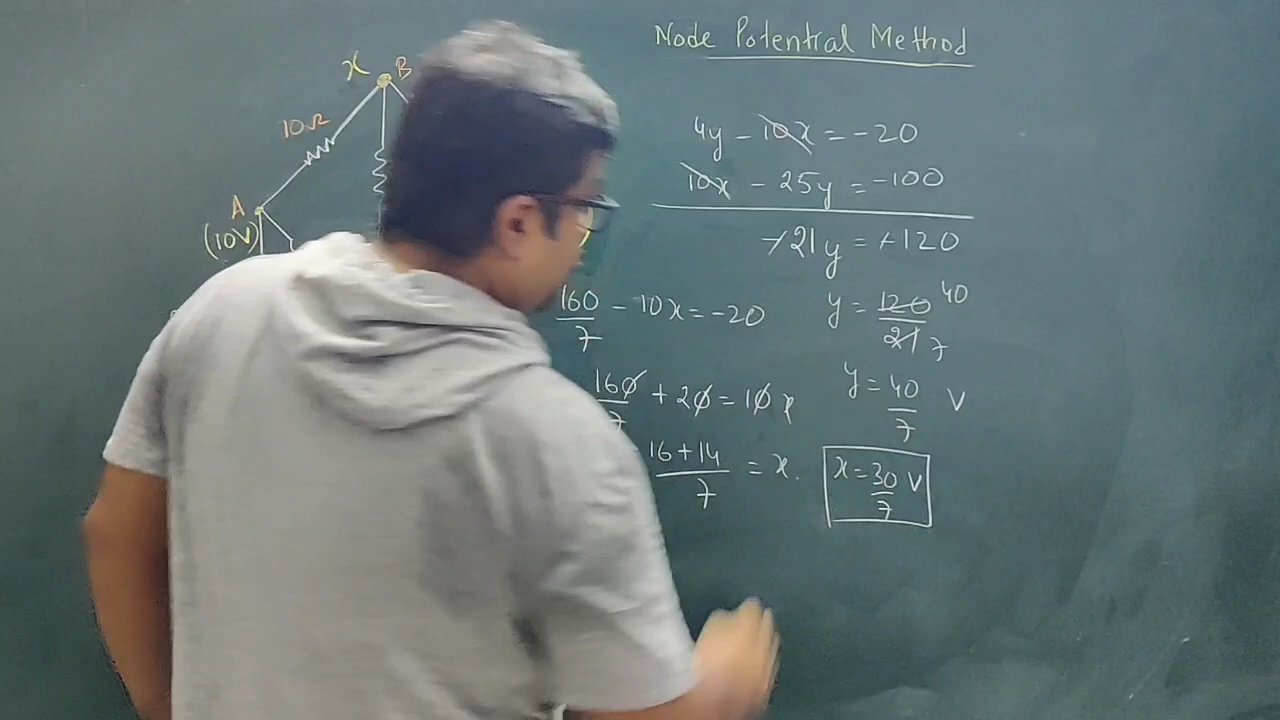 Node Potential Method
x B
10Ω
A
(10V)
4y - 10x = -20
10x - 25y = -100
-21y = -120
160/7 - 10x = -20
y = 120/21 40/7
160/7 + 20 = 10x
y = 40/7 V
16+14/7 = x.
x = 30/7 V